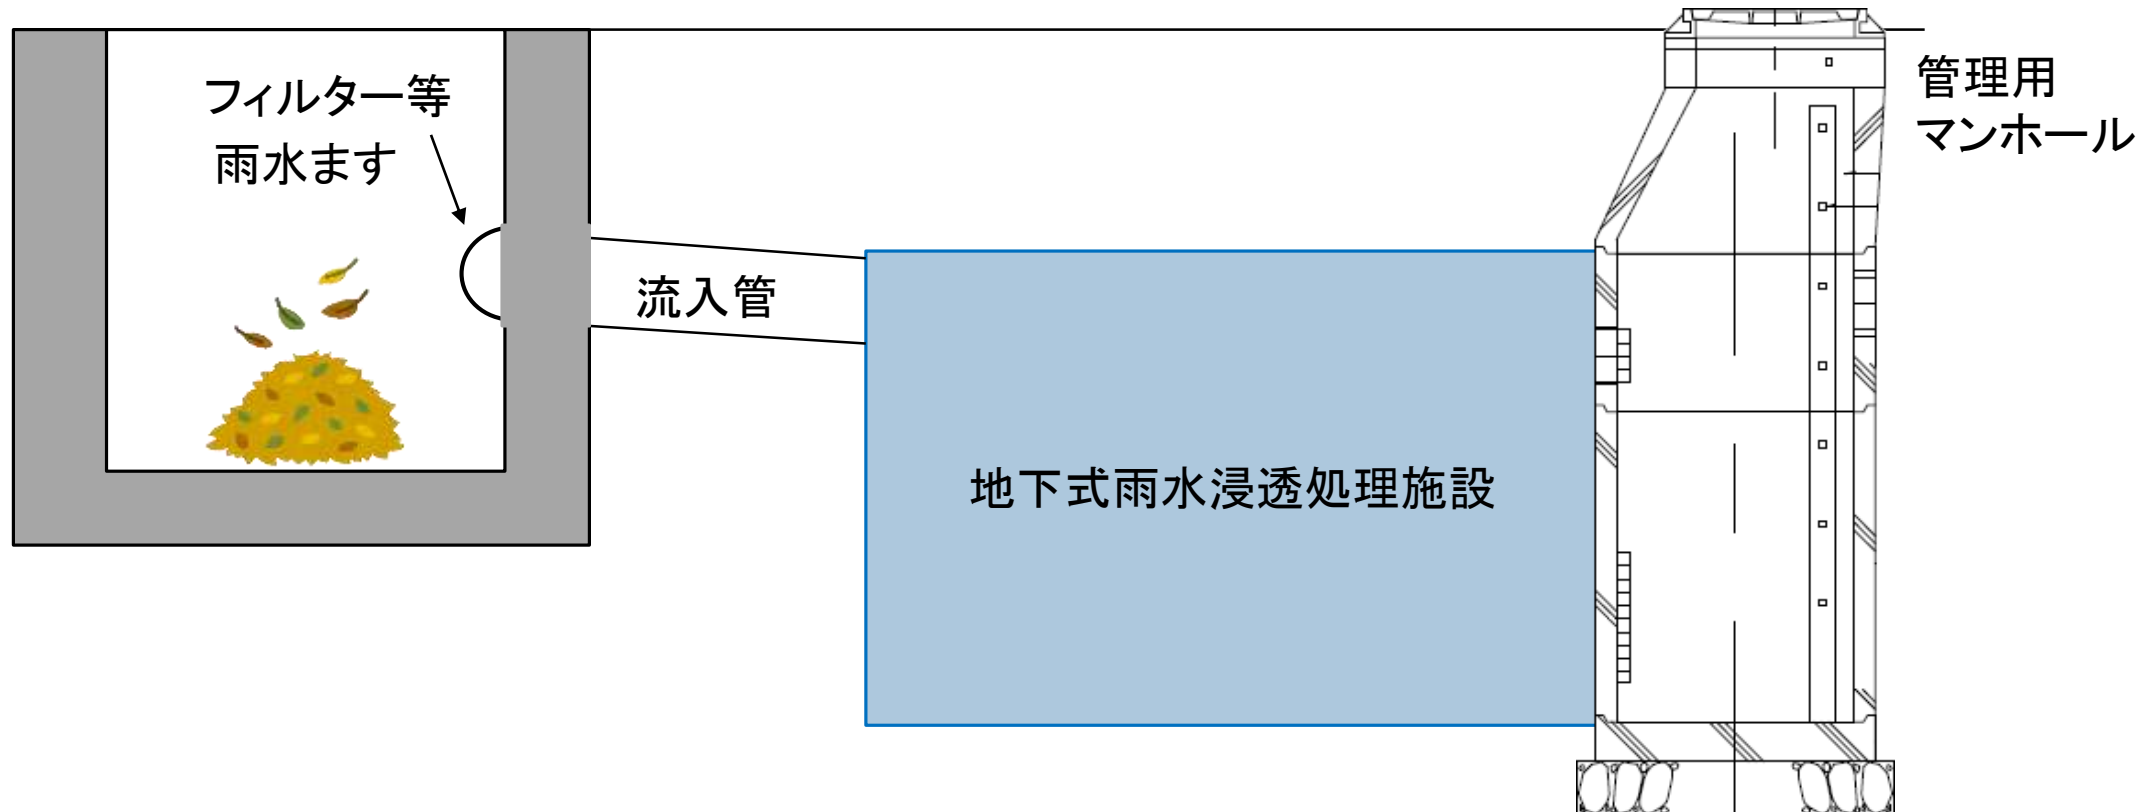 フィルター等
雨水ます
管理用
マンホール
流入管
地下式雨水浸透処理施設